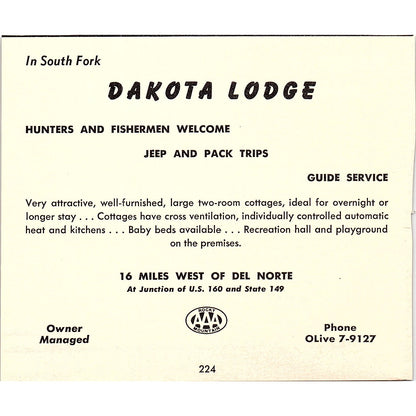 In South Fork
DAKOTA LODGE
HUNTERS AND FISHERMEN WELCOME
JEEP AND PACK TRIPS
GUIDE SERVICE
Very attractive, well-furnished, large two-room cottages, ideal for overnight or
longer stay . . . Cottages have cross ventilation, individually controlled automatic
heat and kitchens . . . Baby beds available . . . Recreation hall and playground
on the premises.
16 MILES WEST OF DEL NORTE
At Junction of U.S. 160 and State 149
ROCKY
AAA
MOUNTAIN
Owner
Managed
Phone
OLive 7-9127
224